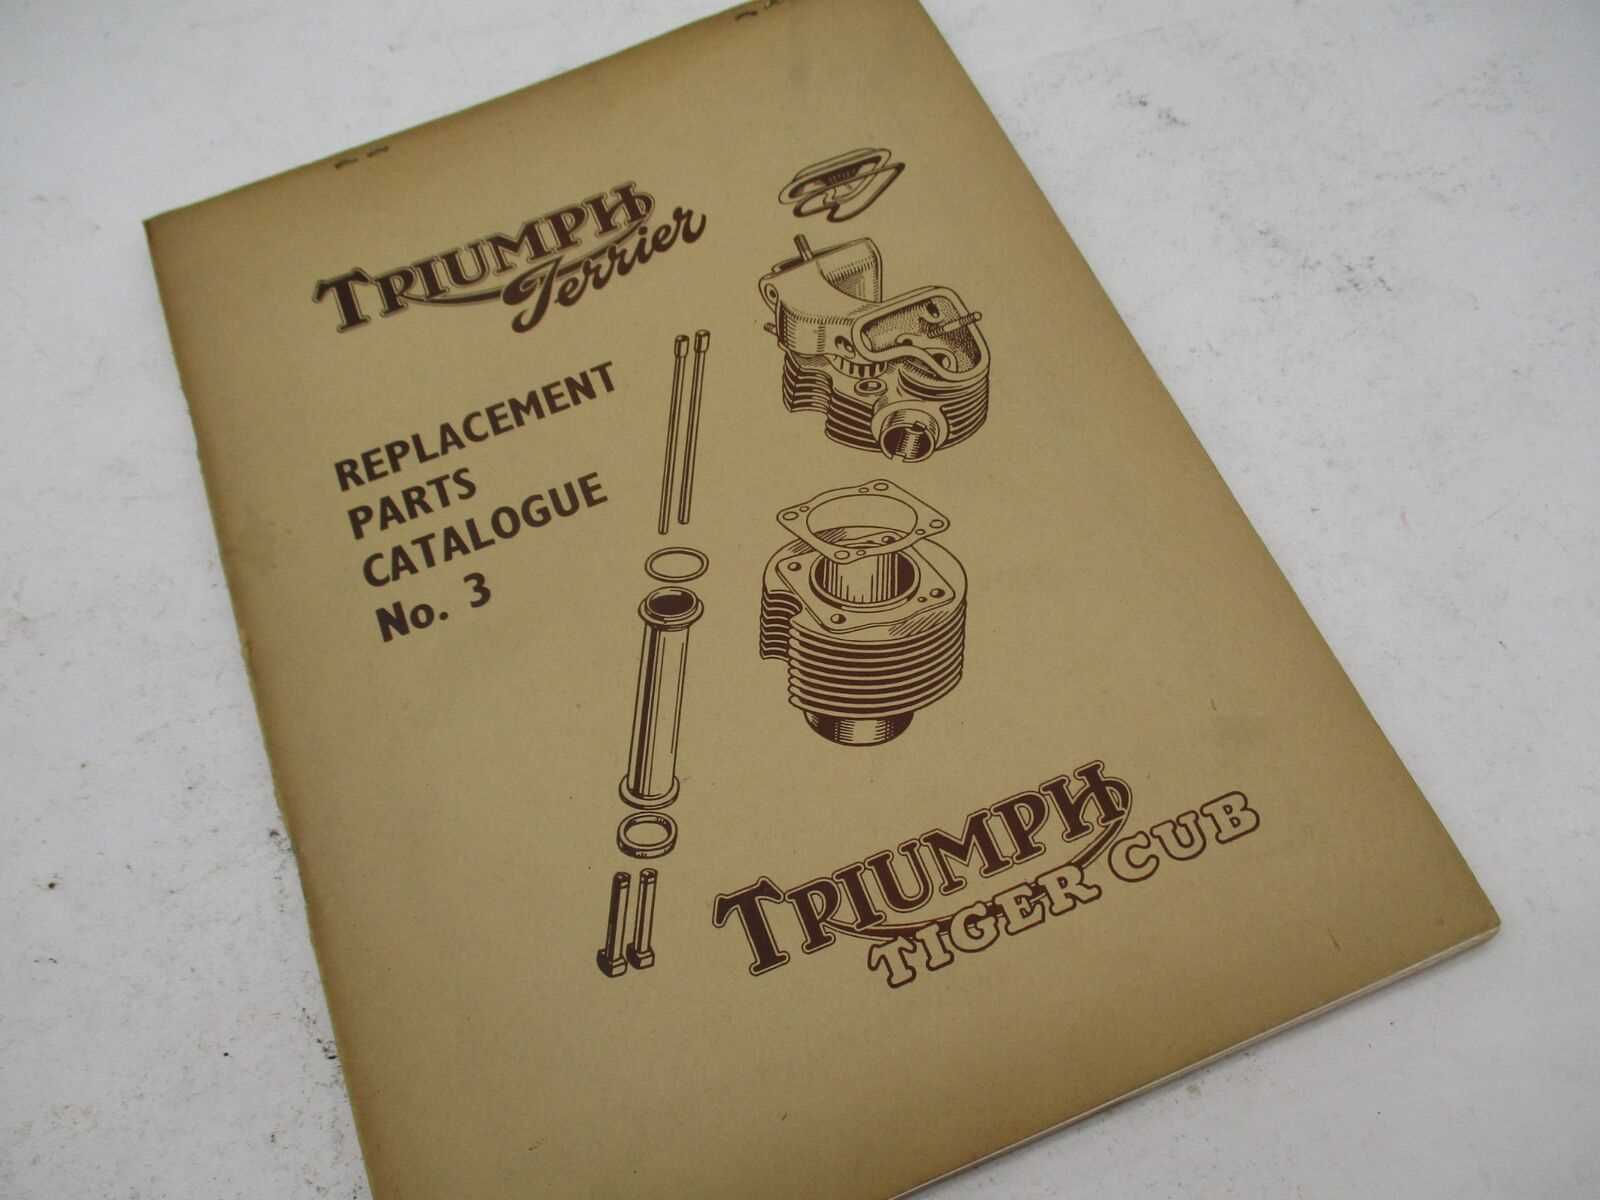 TRIUMPH
Terrier
REPLACEMENT
PARTS
CATALOGUE
No. 3
TRIUMPH
TIGER CUB